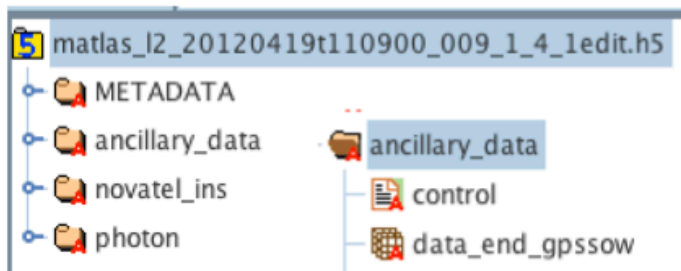 matlas_l2_20120419t110900_009_1_4_1edit.h5
METADATA
ancillary_data
novatel_ins
photon
ancillary_data
control
data_end_gpssow